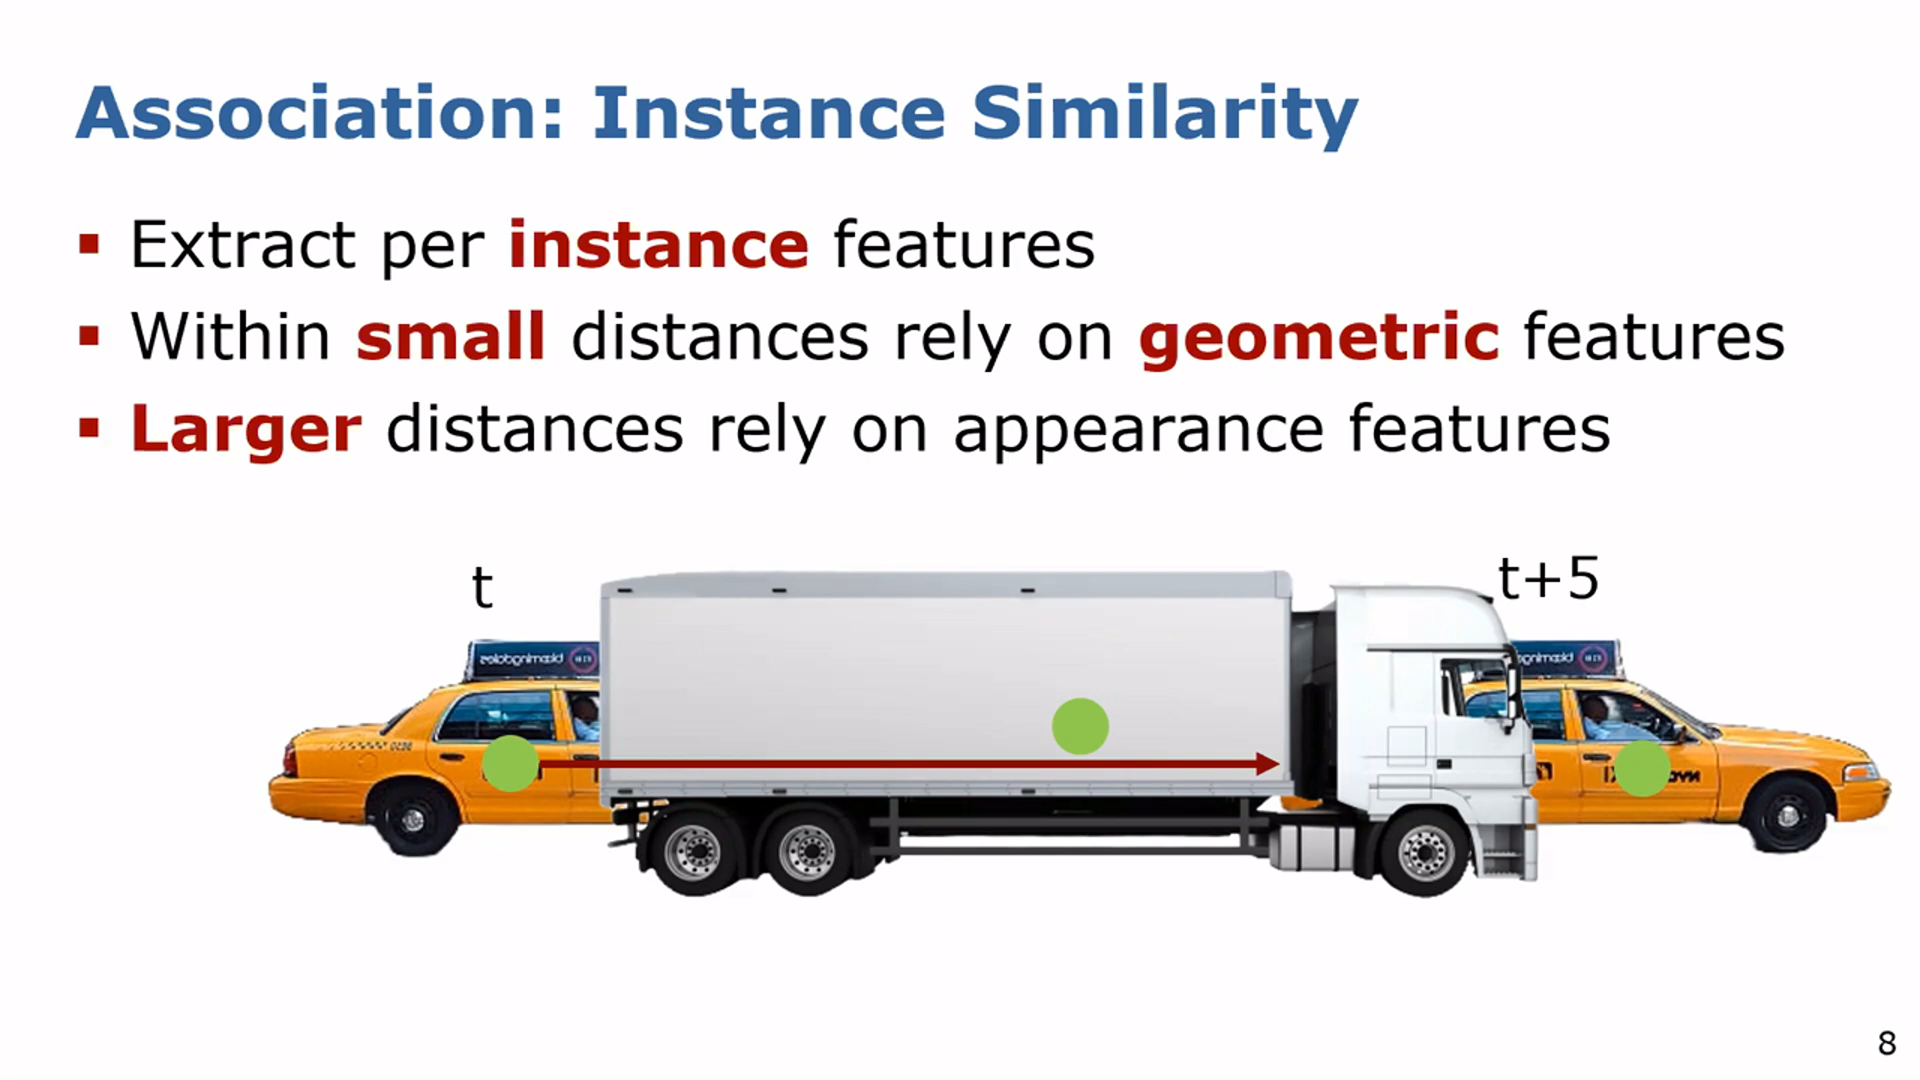 Association: Instance Similarity
▪ Extract per instance features
▪ Within small distances rely on geometric features
▪ Larger distances rely on appearance features
t
t+5
8